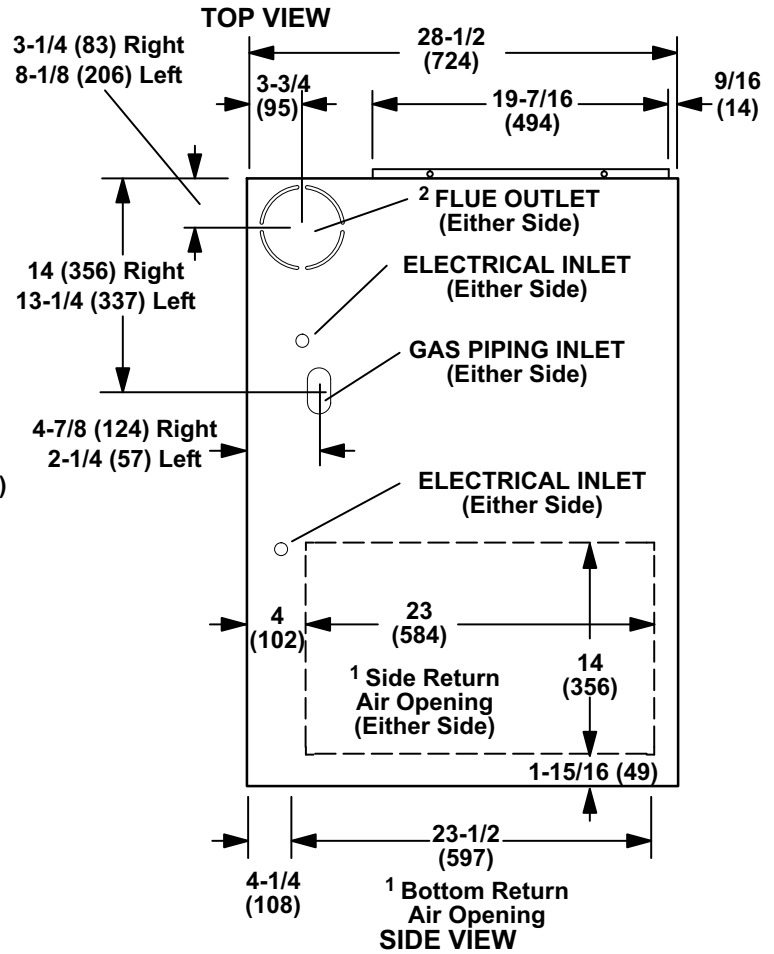 TOP VIEW
3-1/4 (83) Right
8-1/8 (206) Left
28-1/2
(724)
3-3/4
(95)
19-7/16
(494)
9/16
(14)
2 FLUE OUTLET
(Either Side)
14 (356) Right
13-1/4 (337) Left
ELECTRICAL INLET
(Either Side)
GAS PIPING INLET
(Either Side)
4-7/8 (124) Right
2-1/4 (57) Left
)
ELECTRICAL INLET
(Either Side)
4
(102)
23
(584)
14
(356)
1 Side Return
Air Opening
(Either Side)
1-15/16 (49)
4-1/4
(108)
23-1/2
(597)
1 Bottom Return
Air Opening
SIDE VIEW